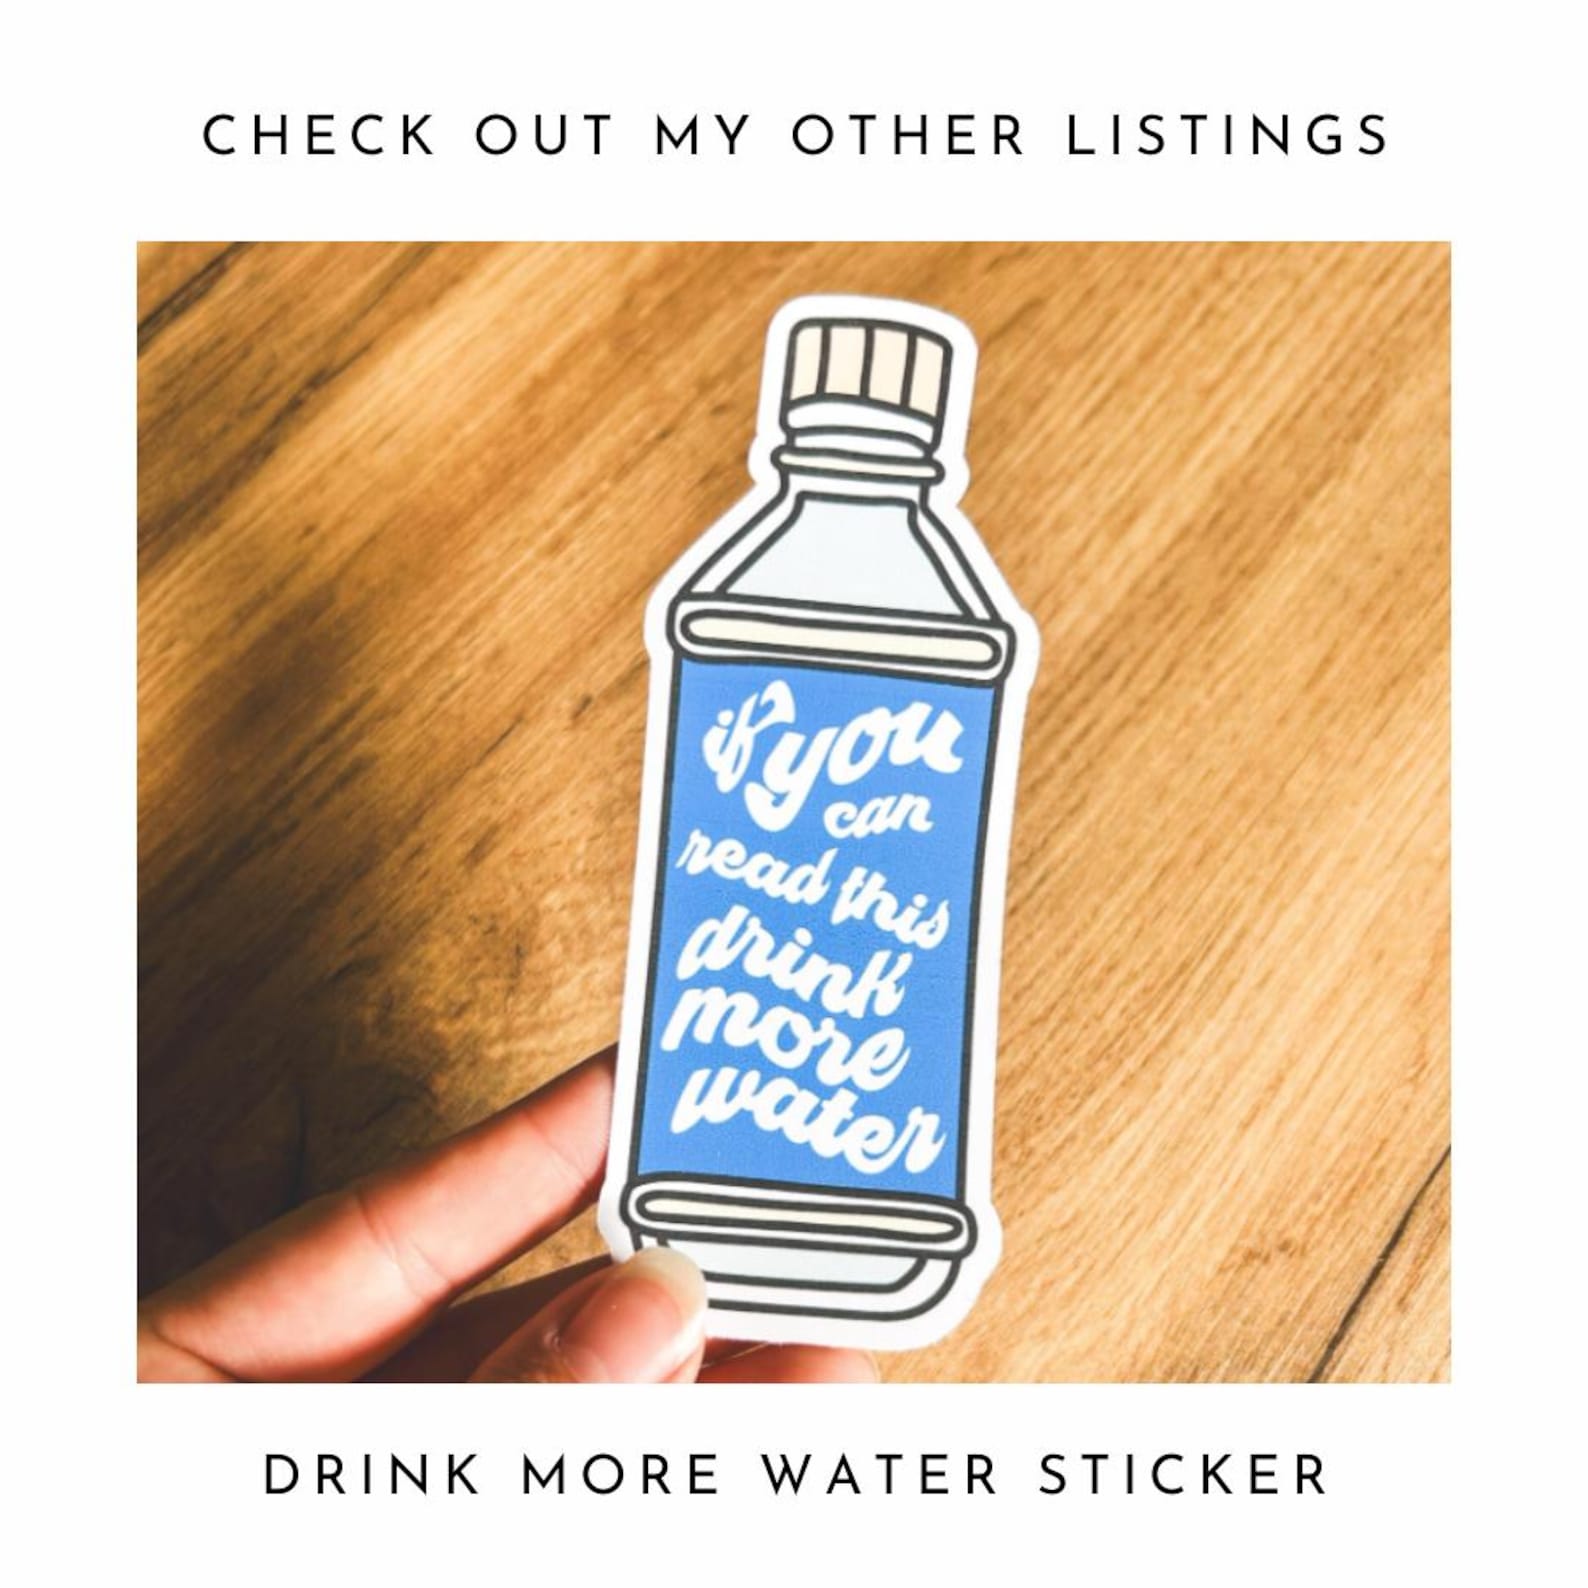 CHECK OUT MY OTHER LISTINGS
if you
can
read this
drink
more
water
DRINK MORE WATER STICKER